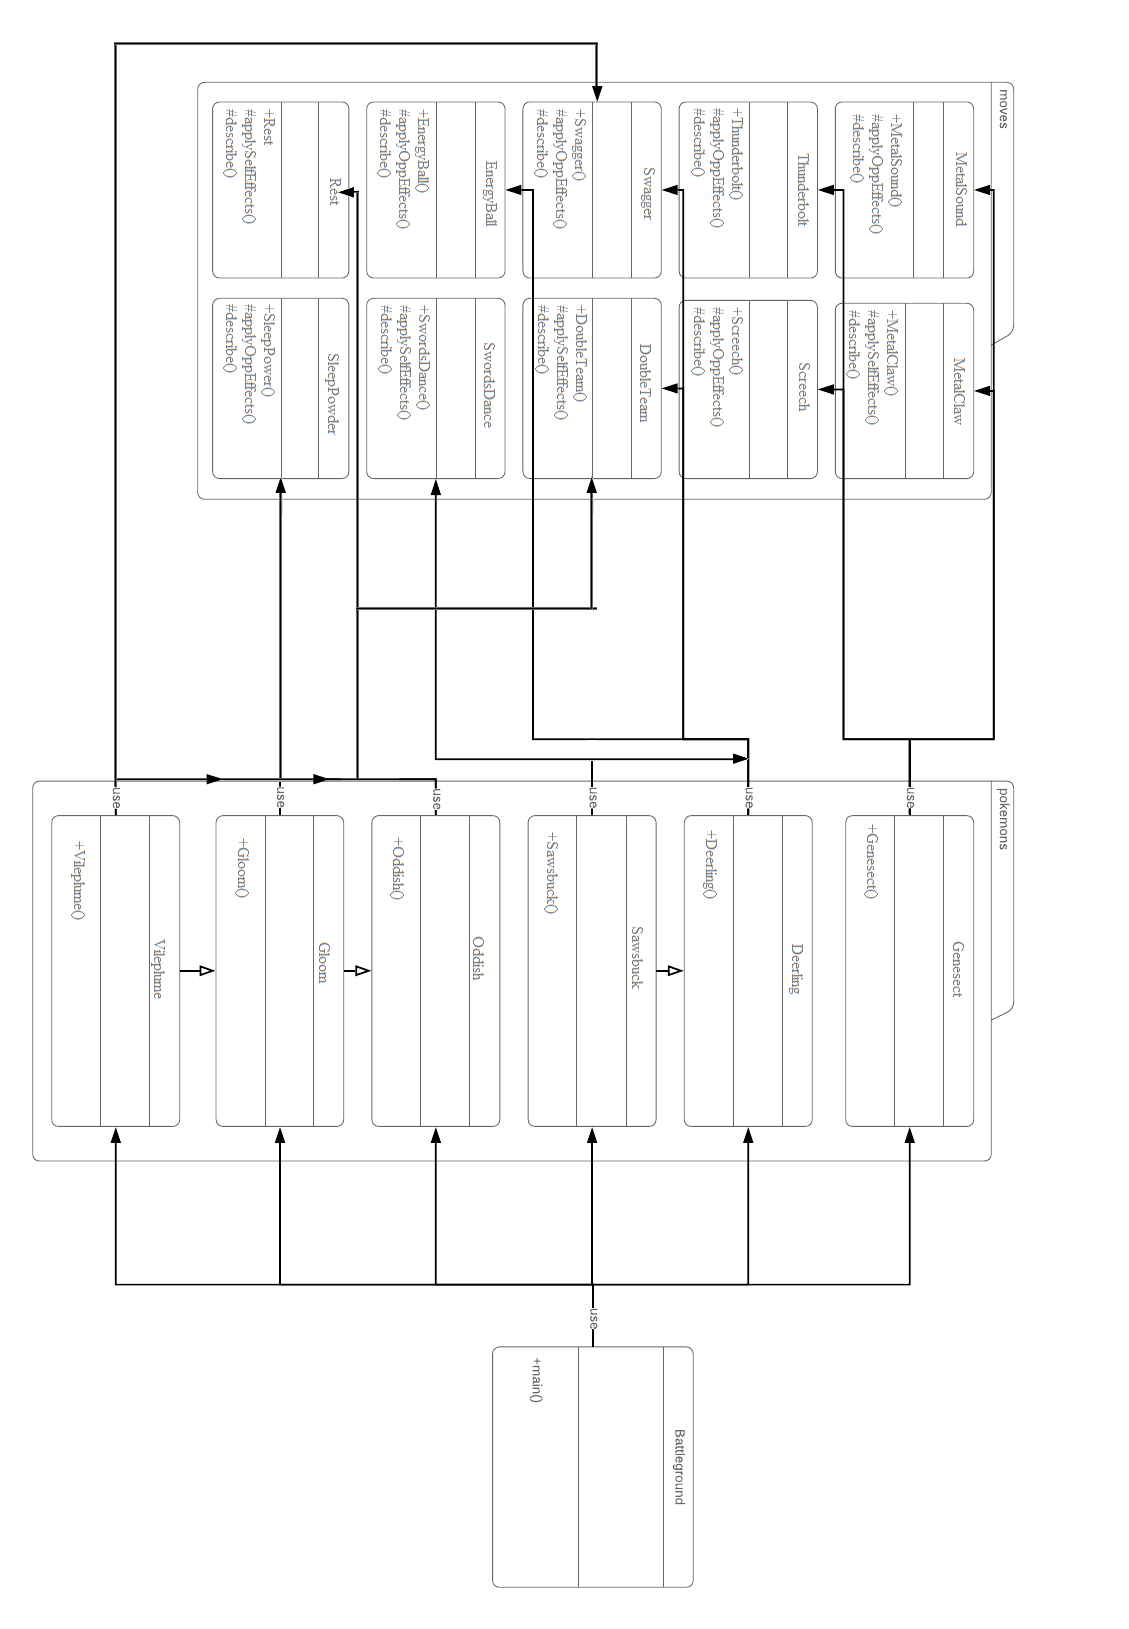 moves
MetalSound
+MetalSound()
#applyOppEffects()
#describe()
MetalClaw
+MetalClaw()
#applySelfEffects()
#describe()
Thunderbolt
+Thunderbolt()
#applyOppEffects()
#describe()
Screech
+Screech()
#applyOppEffects()
#describe()
Swagger
+Swagger()
#applyOppEffects()
#describe()
DoubleTeam
+DoubleTeam()
#applySelfEffects()
#describe()
EnergyBall
+EnergyBall()
#applyOppEffects()
#describe()
SwordsDance
+SwordsDance()
#applySelfEffects()
#describe()
Rest
+Rest
#applySelfEffects()
#describe()
SleepPowder
+SleepPower()
#applyOppEffects()
#describe()
pokemons
use
Genesect
+Genesect()
use
Deerling
+Deerling()
use
Sawsbuck
+Sawsbuck()
use
Oddish
+Oddish()
use
Gloom
+Gloom()
use
Vileplume
+Vileplume()
use
Battleground
+main()